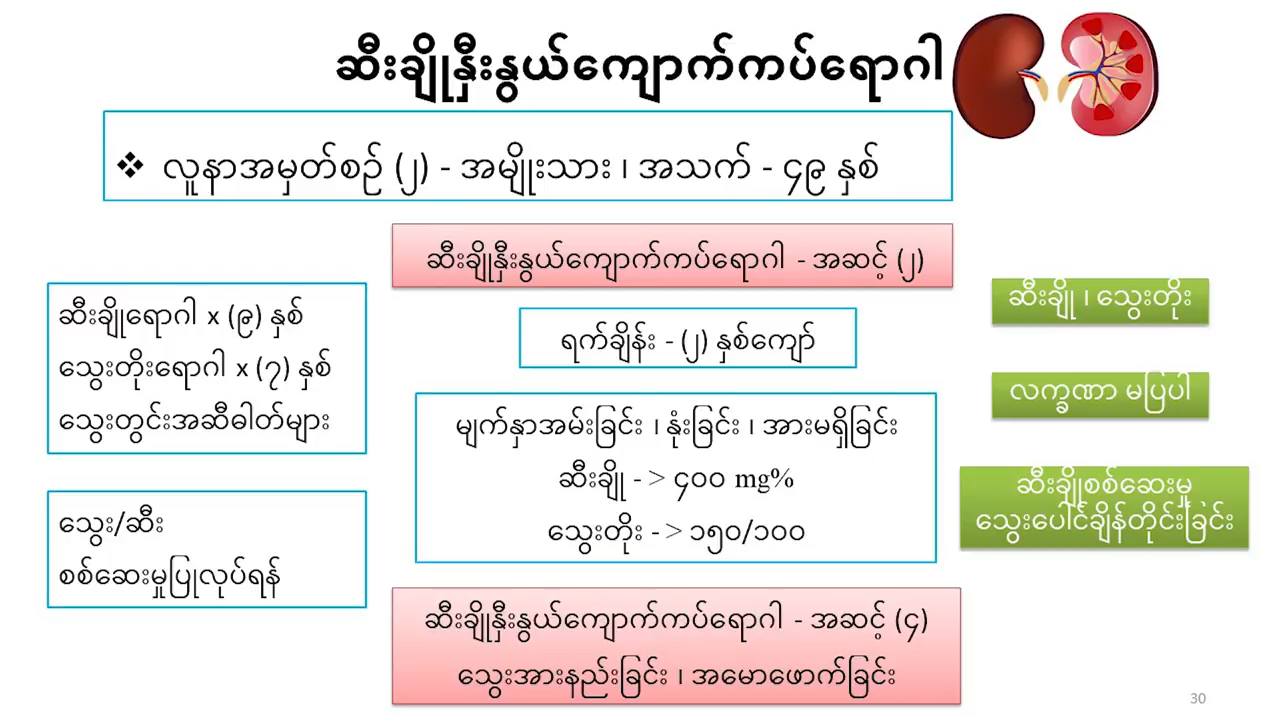 ဆီးချိုနှီးနွယ်ကျောက်ကပ်ရောဂါ
❖ လူနာအမှတ်စဉ် (၂) - အမျိုးသား ၊ အသက် - ၄၉ နှစ်
ဆီးချိုနှီးနွယ်ကျောက်ကပ်ရောဂါ - အဆင့် (၂)
ဆီးချိုရောဂါ x (၉) နှစ်
သွေးတိုးရောဂါ x (၇) နှစ်
သွေးတွင်းအဆီဓါတ်များ
သွေး/ဆီး
စစ်ဆေးမှုပြုလုပ်ရန်
ရက်ချိန်း - (၂) နှစ်ကျော်
မျက်နှာအမ်းခြင်း ၊ နုံးခြင်း ၊ အားမရှိခြင်း
ဆီးချို - > ၄၀၀ mg%
သွေးတိုး - > ၁၅၀/၁၀၀
ဆီးချိုနှီးနွယ်ကျောက်ကပ်ရောဂါ - အဆင့် (၄)
သွေးအားနည်းခြင်း ၊ အမောဖောက်ခြင်း
ဆီးချို ၊ သွေးတိုး
လက္ခဏာ မပြပါ
ဆီးချိုစစ်ဆေးမှု
သွေးပေါင်ချိန်တိုင်းခြင်း
30